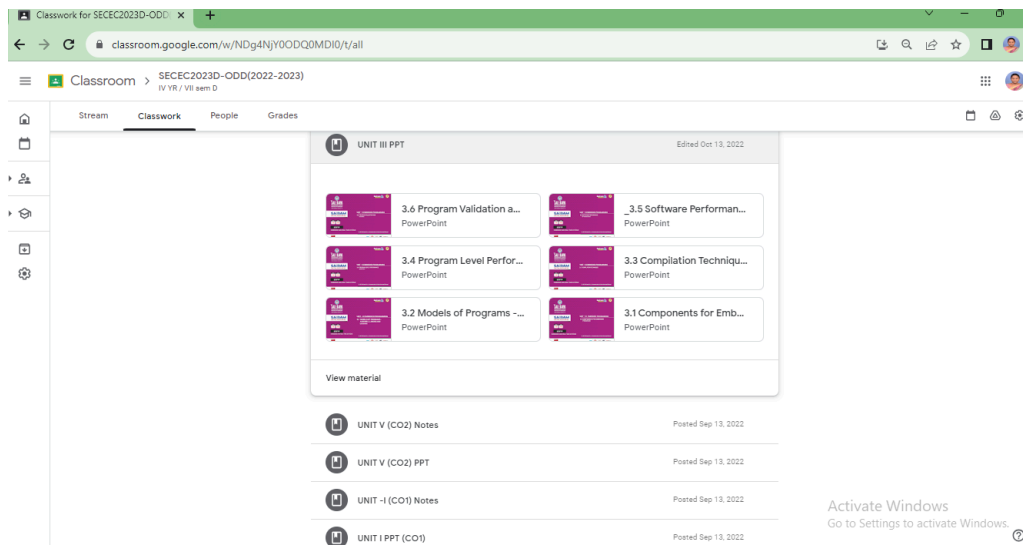 Classwork for SECEC2023D-ODD
classroom.google.com/w/NDg4NjY0ODQ0MDI0/t/all
Classroom
SECEC2023D-ODD(2022-2023)
IV YR / VII sem D
Stream Classwork People Grades
UNIT III PPT Edited Oct 13, 2022
3.6 Program Validation a...
PowerPoint
_3.5 Software Performan...
PowerPoint
3.4 Program Level Perfor...
PowerPoint
3.3 Compilation Techniqu...
PowerPoint
3.2 Models of Programs -...
PowerPoint
3.1 Components for Emb...
PowerPoint
View material
UNIT V (CO2) Notes Posted Sep 13, 2022
UNIT V (CO2) PPT Posted Sep 13, 2022
UNIT -I (CO1) Notes Posted Sep 13, 2022
UNIT I PPT (CO1) Posted Sep 13, 2022
Activate Windows
Go to Settings to activate Windows.